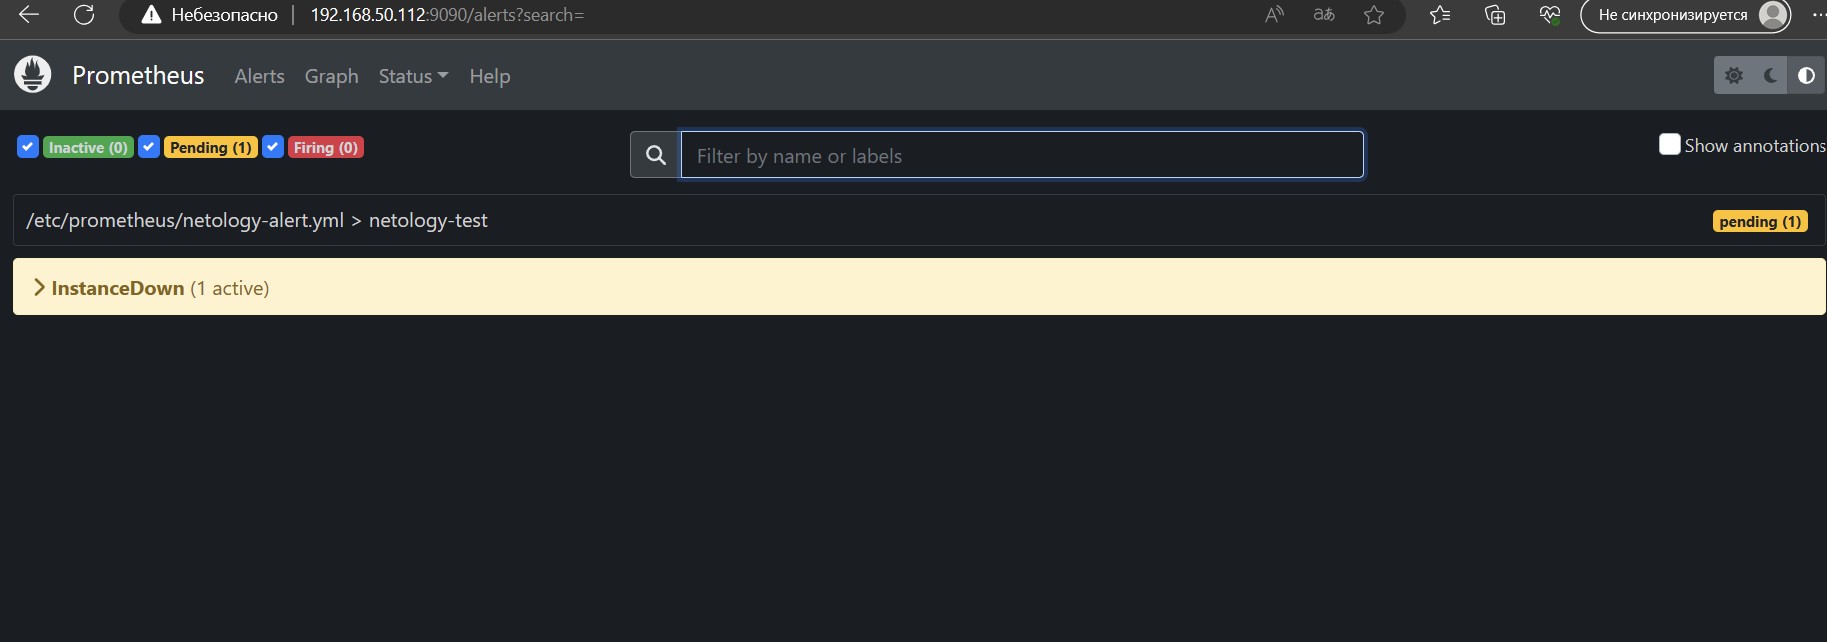 Небезопасно 192.168.50.112:9090/alerts?search= A аあ Не синхронизируется
Prometheus Alerts Graph Status Help
Inactive (0) Pending (1) Firing (0) Filter by name or labels Show annotations
/etc/prometheus/netology-alert.yml > netology-test pending (1)
InstanceDown (1 active)